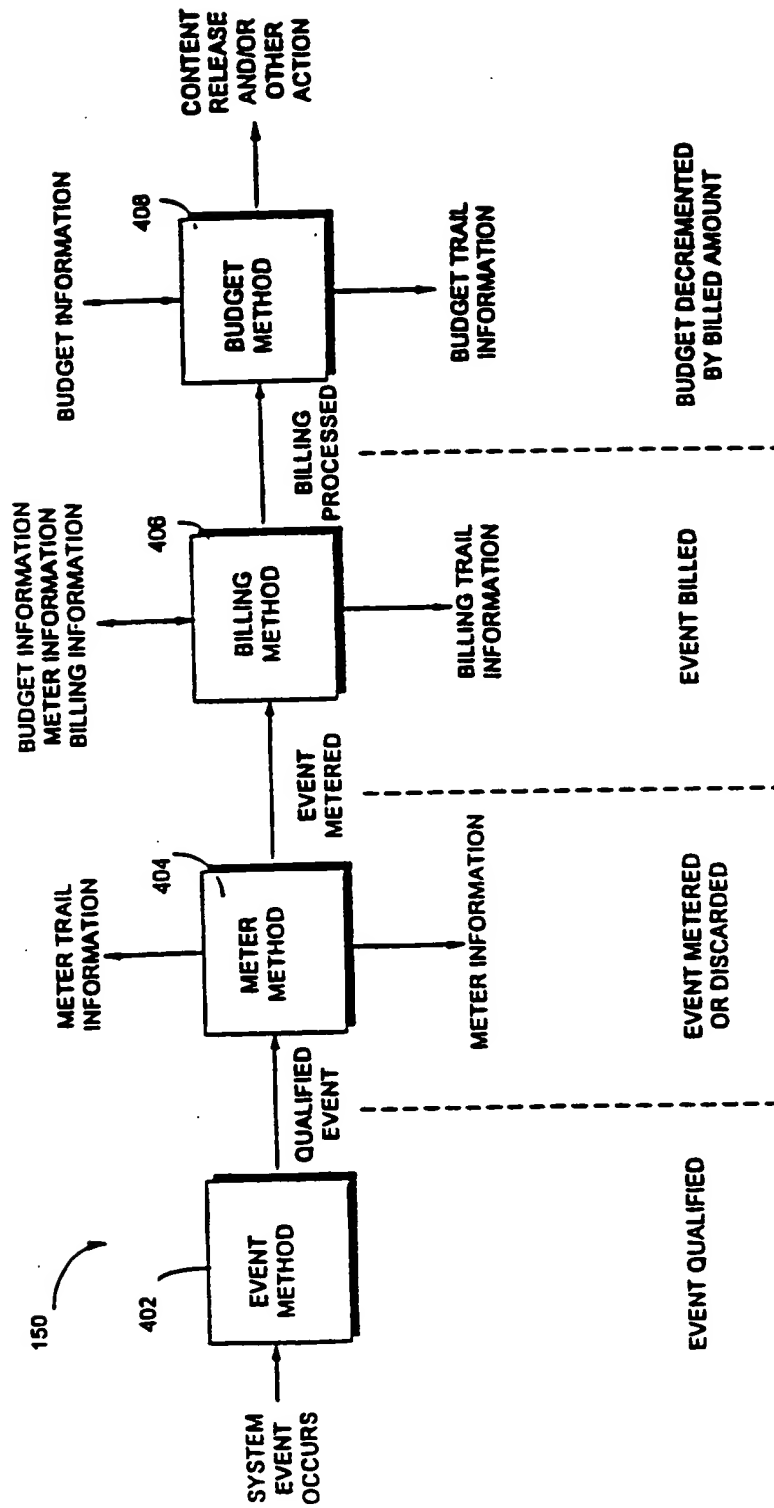 150
SYSTEM
EVENT
OCCURS
402
EVENT
METHOD
QUALIFIED
EVENT
EVENT QUALIFIED
METER TRAIL
INFORMATION
404
METER
METHOD
EVENT
METERED
METER INFORMATION
EVENT METERED
OR DISCARDED
BUDGET INFORMATION
METER INFORMATION
BILLING INFORMATION
406
BILLING
METHOD
BILLING
PROCESSED
BILLING TRAIL
INFORMATION
EVENT BILLED
BUDGET INFORMATION
408
BUDGET
METHOD
CONTENT
RELEASE
AND/OR
OTHER
ACTION
BUDGET TRAIL
INFORMATION
BUDGET DECREMENTED
BY BILLED AMOUNT